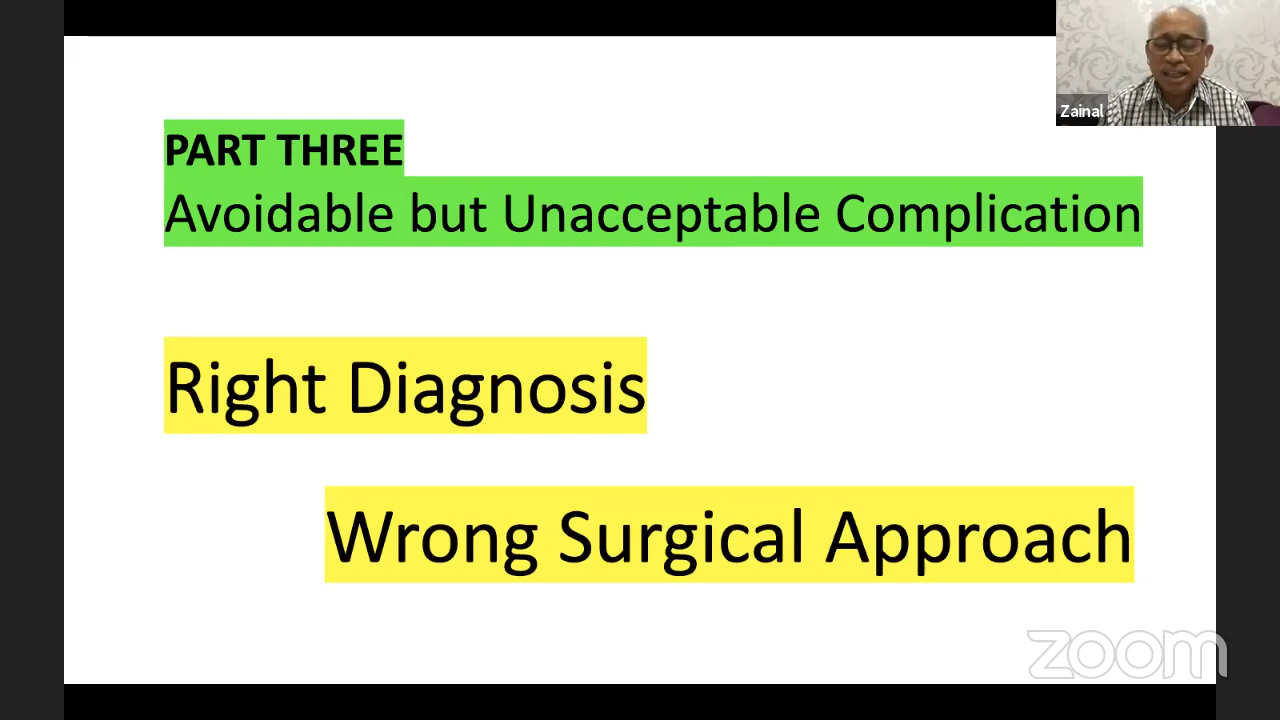 Zainal
PART THREE
Avoidable but Unacceptable Complication
Right Diagnosis
Wrong Surgical Approach
zoom